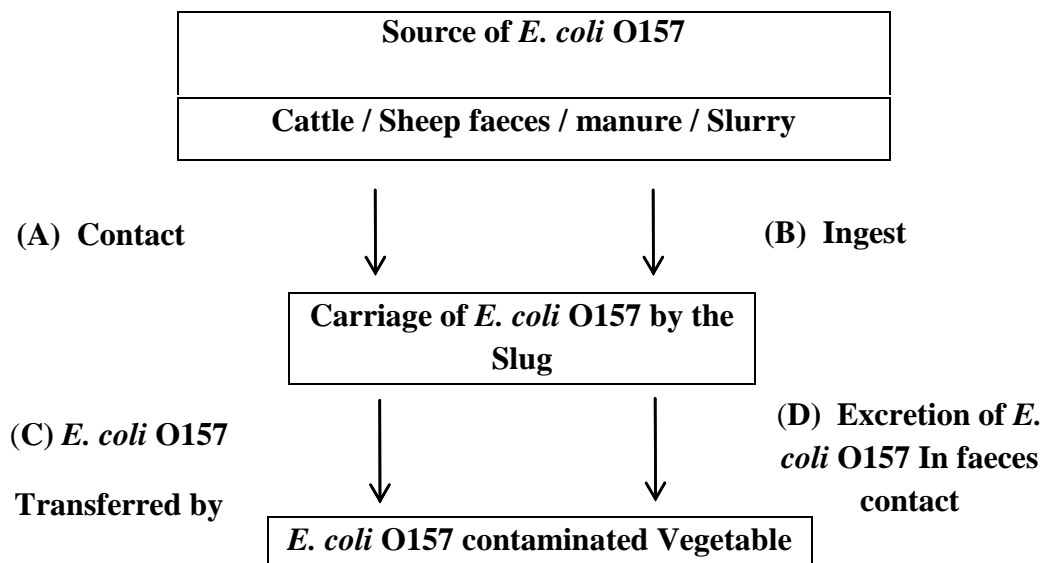 Source of E. coli O157
Cattle / Sheep faeces / manure / Slurry
(A) Contact
(B) Ingest
Carriage of E. coli O157 by the
Slug
(C) E. coli O157
Transferred by
(D) Excretion of E.
coli O157 In faeces
contact
E. coli O157 contaminated Vegetable